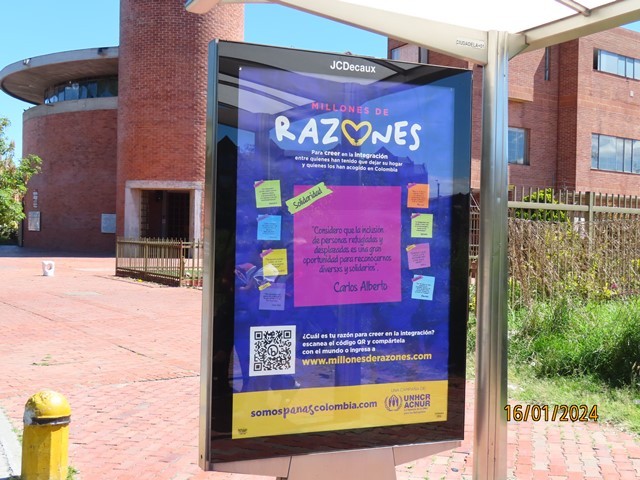 CIUDADELA
JCDecaux
MILLONES DE
RAZONES
Para creer en la integración
entre quienes han tenido que dejar su hogar
y quienes los han acogido en Colombia
Solidaridad
"Considero que la inclusión
de personas refugiadas y
desplazadas es una gran
oportunidad para reconocernos
diversos y solidarios".
Carlos Alberto
¿Cuál es tu razón para creer en la integración?
escanea el código QR y compártela
con el mundo o ingresa a
www.millonesderazones.com
somospanascolombia.com
UNHCR
ACNUR
16/01/2024